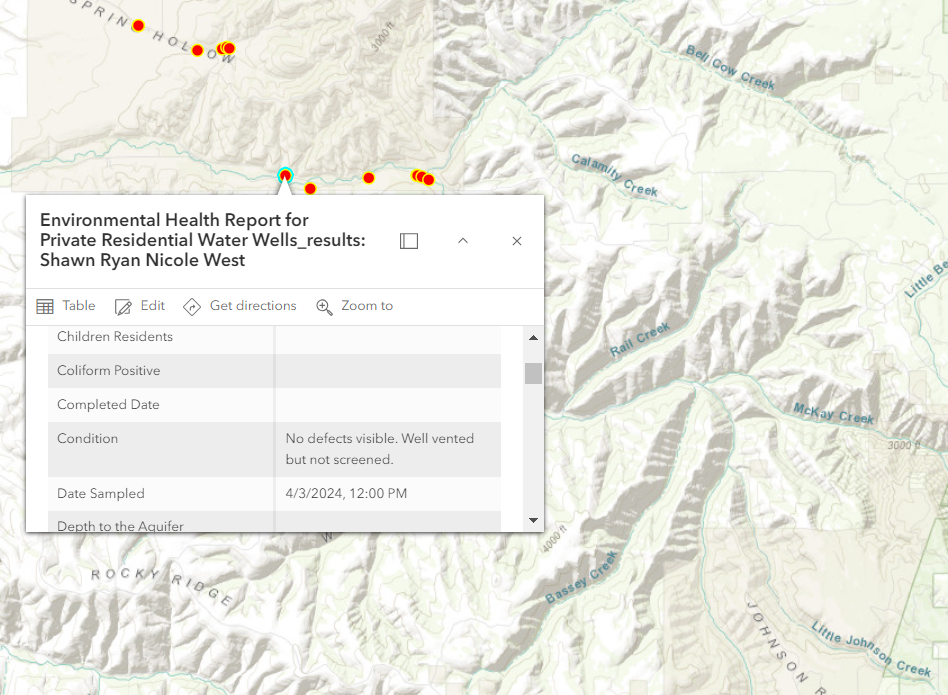 SPRING HOLLOW
3000 ft
Bell Cow Creek
Calamity Creek
Environmental Health Report for
Private Residential Water Wells_results:
Shawn Ryan Nicole West
Table Edit Get directions Zoom to
Children Residents
Coliform Positive
Completed Date
Condition No defects visible. Well vented
but not screened.
Date Sampled 4/3/2024, 12:00 PM
Depth to the Aquifer
Little Be
Rail Creek
McKay Creek
3000 ft
W
4000 ft
Bassey Creek
ROCKY RIDGE
JOHNSON R
Little Johnson Creek